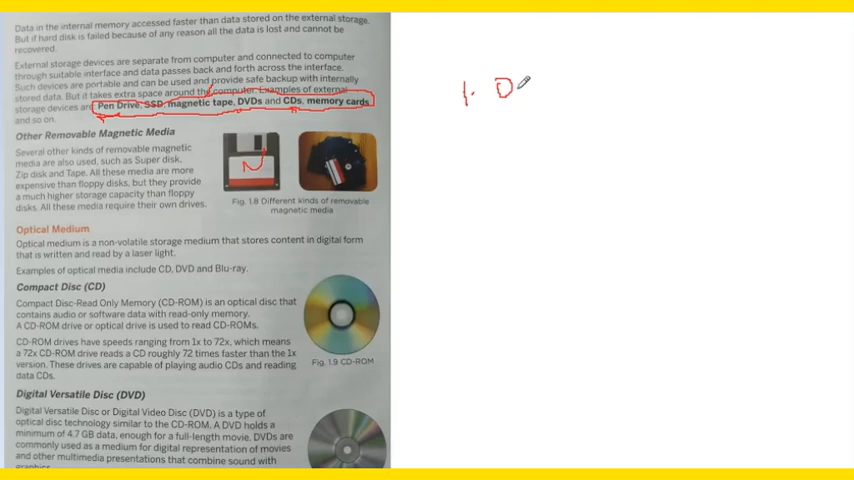 Data in the internal memory accessed faster than data stored on the external storage.
But if hard disk is failed because of any reason all the data is lost and cannot be
recovered.
External storage devices are separate from computer and connected to computer
through suitable interface and data passes back and forth across the interface.
Such devices are portable and can be used and provide safe backup with internally
stored data. But it takes extra space around the computer. Examples of external
storage devices are Pen Drive, SSD, magnetic tape, DVDs and CDs, memory cards
and so on.
Other Removable Magnetic Media
Several other kinds of removable magnetic
media are also used, such as Super disk,
Zip disk and Tape. All these media are more
expensive than floppy disks, but they provide
a much higher storage capacity than floppy
disks. All these media require their own drives.
Fig. 1.8 Different kinds of removable
magnetic media
Optical Medium
Optical medium is a non-volatile storage medium that stores content in digital form
that is written and read by a laser light.
Examples of optical media include CD, DVD and Blu-ray.
Compact Disc (CD)
Compact Disc-Read Only Memory (CD-ROM) is an optical disc that
contains audio or software data with read-only memory.
A CD-ROM drive or optical drive is used to read CD-ROMs.
CD-ROM drives have speeds ranging from 1x to 72x, which means
a 72x CD-ROM drive reads a CD roughly 72 times faster than the 1x
version. These drives are capable of playing audio CDs and reading
data CDs.
Fig. 1.9 CD-ROM
Digital Versatile Disc (DVD)
Digital Versatile Disc or Digital Video Disc (DVD) is a type of
optical disc technology similar to the CD-ROM. A DVD holds a
minimum of 4.7 GB data, enough for a full-length movie. DVDs are
commonly used as a medium for digital representation of movies
and other multimedia presentations that combine sound with
graphics
1. D